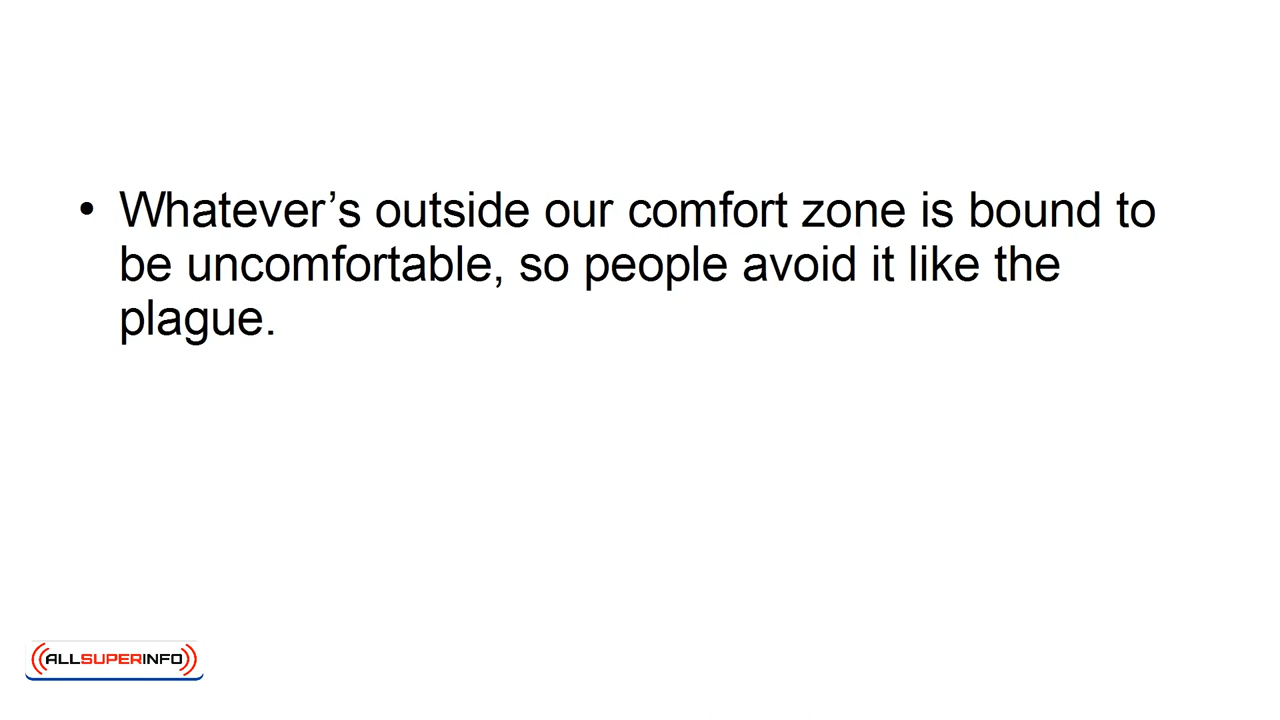 • Whatever’s outside our comfort zone is bound to
be uncomfortable, so people avoid it like the
plague.
ALLSUPERINFO